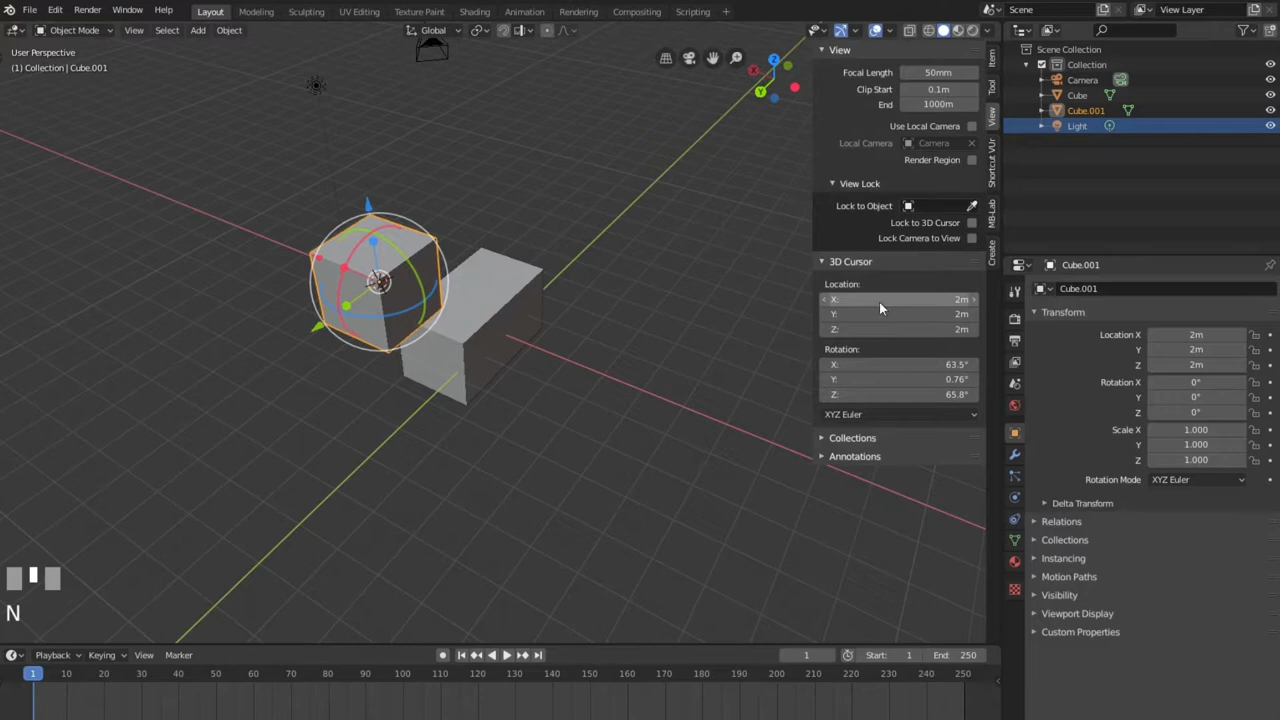 File Edit Render Window Help Layout Modeling Sculpting UV Editing Texture Paint Shading Animation Rendering Compositing Scripting Scene View Layer
Object Mode View Select Add Object Global
User Perspective
(1) Collection | Cube.001
Z
X
Y
View
Focal Length 50mm
Clip Start 0.1m
End 1000m
Use Local Camera
Local Camera Camera
Render Region
View Lock
Lock to Object
Lock to 3D Cursor
Lock Camera to View
3D Cursor
Location:
X: 2m
Y: 2m
Z: 2m
Rotation:
X: 63.5°
Y: 0.76°
Z: 65.8°
XYZ Euler
Collections
Annotations
Item
Tool
View
Shortcut VUr
MB-Lab
Create
Scene Collection
Collection
Camera
Cube
Cube.001
Light
Cube.001
Cube.001
Transform
Location X 2m
Y 2m
Z 2m
Rotation X 0°
Y 0°
Z 0°
Scale X 1.000
Y 1.000
Z 1.000
Rotation Mode XYZ Euler
Delta Transform
Relations
Collections
Instancing
Motion Paths
Visibility
Viewport Display
Custom Properties
N
Playback Keying View Marker 1 Start: 1 End: 250
1 10 20 30 40 50 60 70 80 90 100 110 120 130 140 150 160 170 180 190 200 210 220 230 240 250